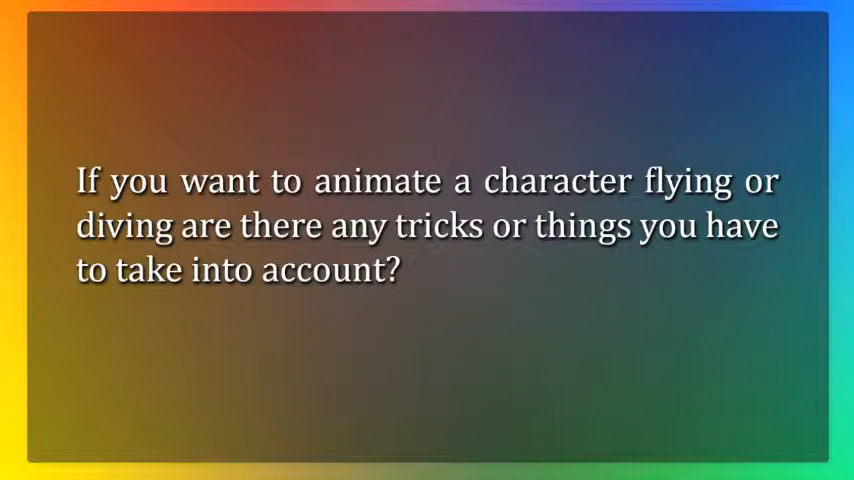 If you want to animate a character flying or
diving are there any tricks or things you have
to take into account?